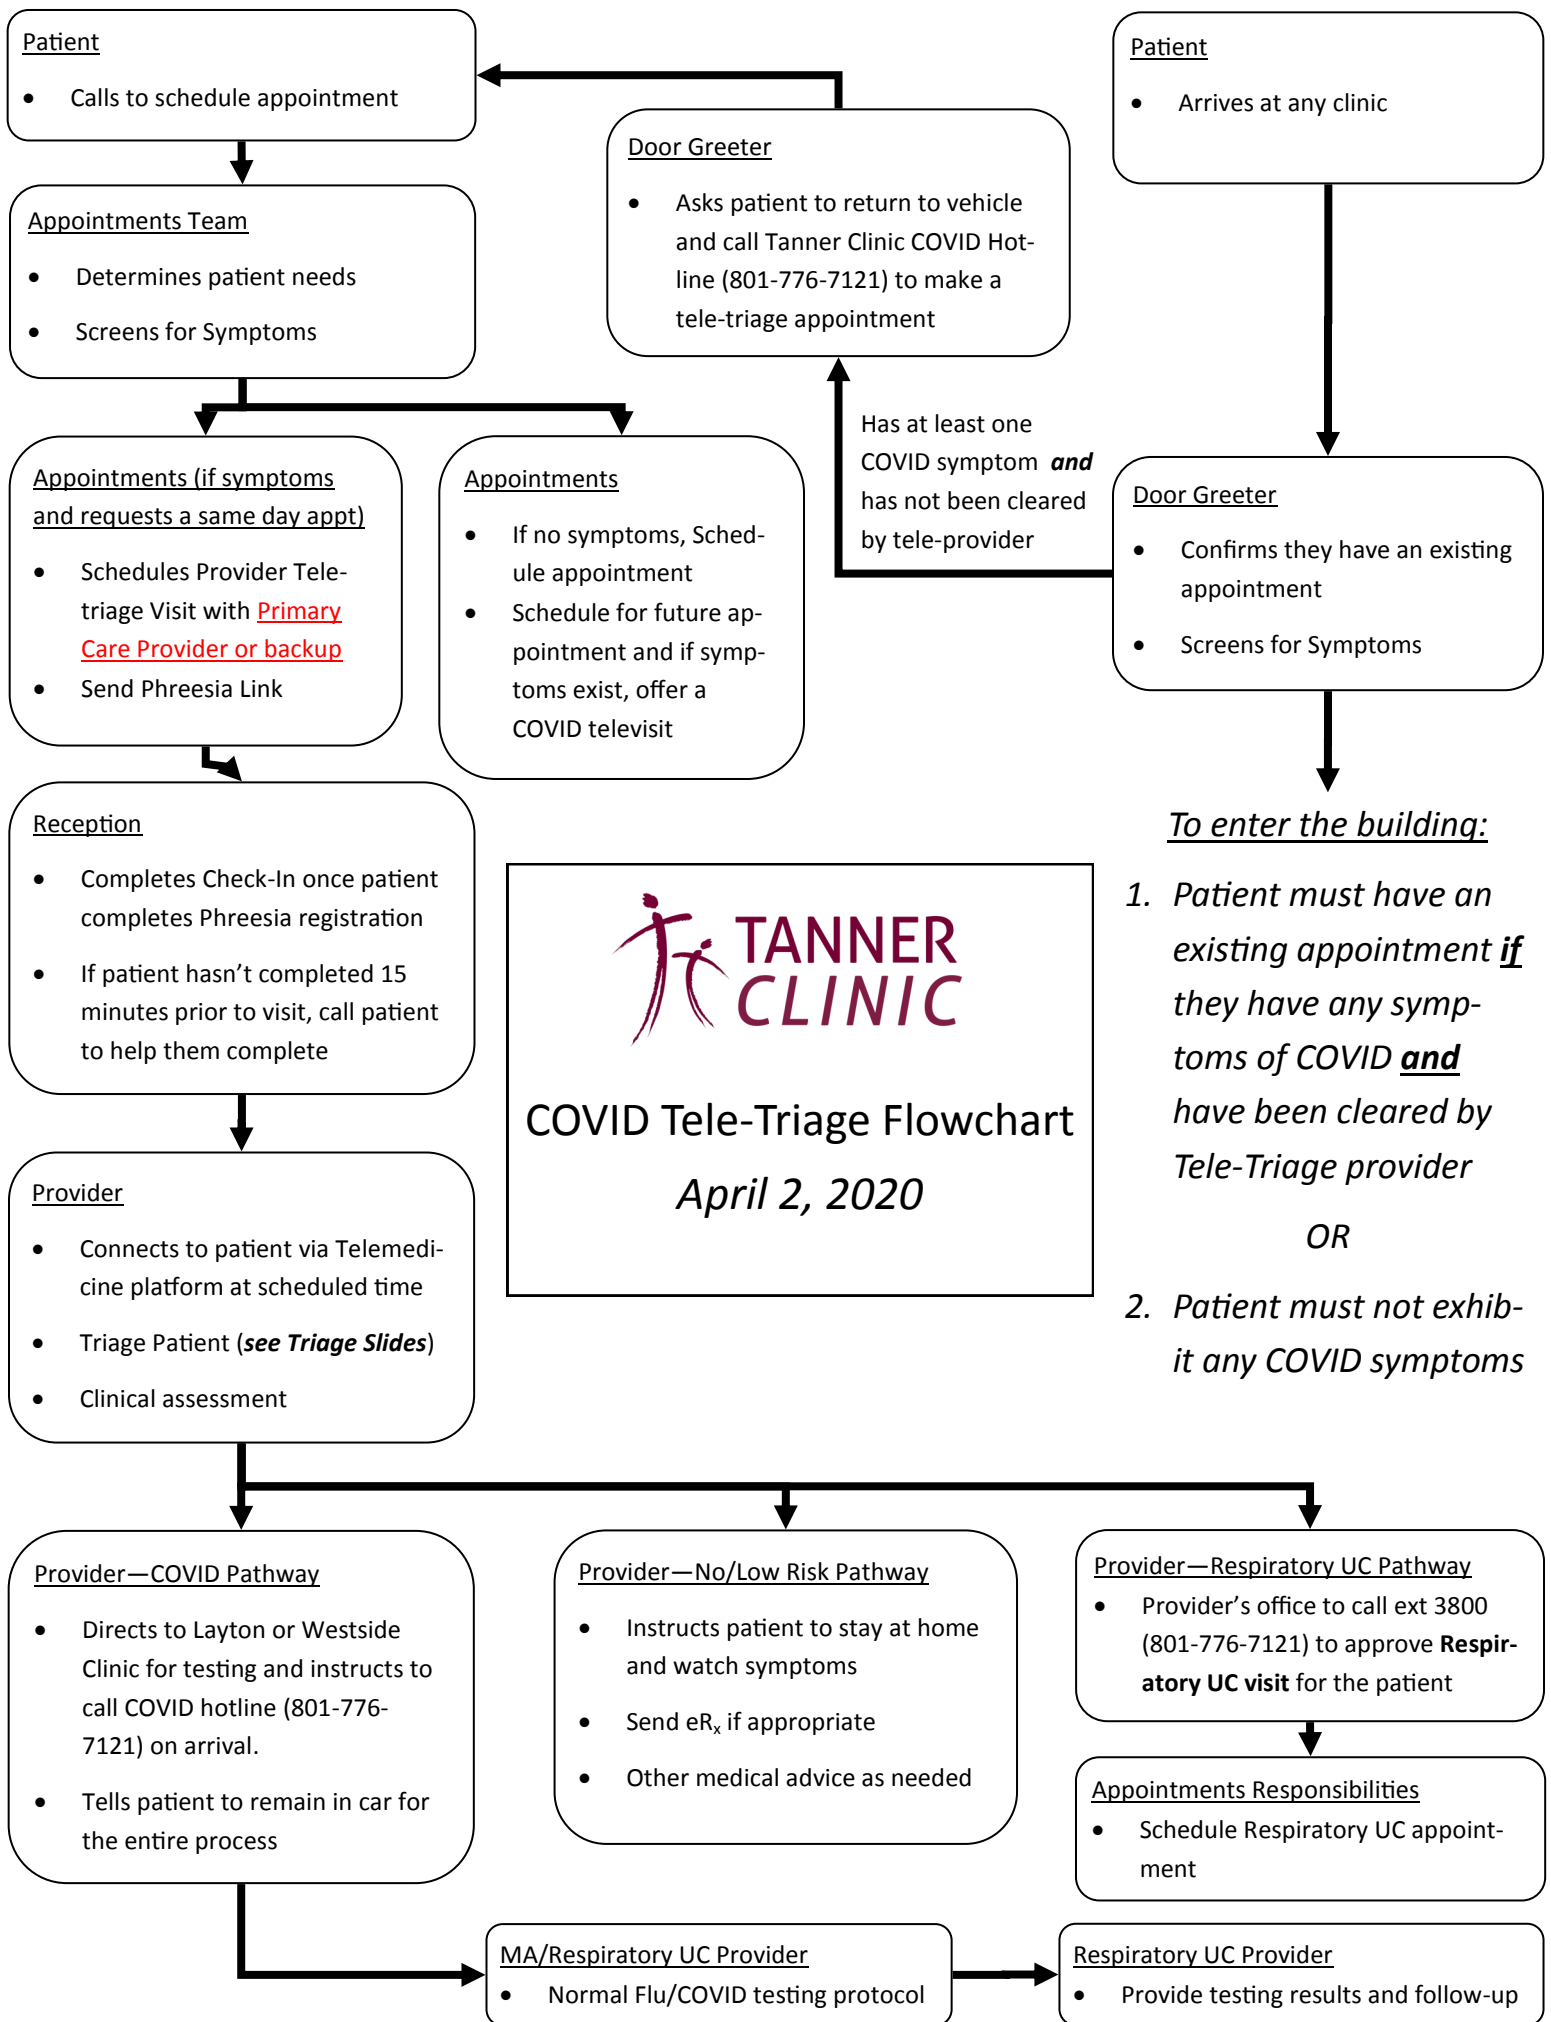 Patient
• Calls to schedule appointment
Appointments Team
• Determines patient needs
• Screens for Symptoms
Door Greeter
• Asks patient to return to vehicle
and call Tanner Clinic COVID Hot-
line (801-776-7121) to make a
tele-triage appointment
Patient
• Arrives at any clinic
Has at least one
COVID symptom and
has not been cleared
by tele-provider
Door Greeter
• Confirms they have an existing
appointment
• Screens for Symptoms
Appointments (if symptoms
and requests a same day appt)
• Schedules Provider Tele-
triage Visit with Primary
Care Provider or backup
• Send Phreesia Link
Appointments
• If no symptoms, Sched-
ule appointment
• Schedule for future ap-
pointment and if symp-
toms exist, offer a
COVID televisit
Reception
• Completes Check-In once patient
completes Phreesia registration
• If patient hasn’t completed 15
minutes prior to visit, call patient
to help them complete
TANNER
CLINIC
COVID Tele-Triage Flowchart
April 2, 2020
To enter the building:
1. Patient must have an
existing appointment if
they have any symp-
toms of COVID and
have been cleared by
Tele-Triage provider
OR
2. Patient must not exhib-
it any COVID symptoms
Provider
• Connects to patient via Telemedi-
cine platform at scheduled time
• Triage Patient (see Triage Slides)
• Clinical assessment
Provider—COVID Pathway
• Directs to Layton or Westside
Clinic for testing and instructs to
call COVID hotline (801-776-
7121) on arrival.
• Tells patient to remain in car for
the entire process
Provider—No/Low Risk Pathway
• Instructs patient to stay at home
and watch symptoms
• Send eRx if appropriate
• Other medical advice as needed
Provider—Respiratory UC Pathway
• Provider’s office to call ext 3800
(801-776-7121) to approve Respir-
atory UC visit for the patient
Appointments Responsibilities
• Schedule Respiratory UC appoint-
ment
MA/Respiratory UC Provider
• Normal Flu/COVID testing protocol
Respiratory UC Provider
• Provide testing results and follow-up